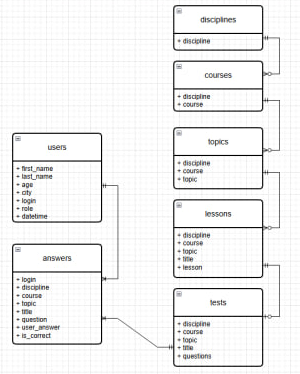 disciplines
+ discipline
courses
+ discipline
+ course
topics
+ discipline
+ course
+ topic
users
+ first_name
+ last_name
+ age
+ city
+ login
+ role
+ datetime
lessons
+ discipline
+ course
+ topic
+ title
+ lesson
answers
+ login
+ discipline
+ course
+ topic
+ title
+ question
+ user_answer
+ is_correct
tests
+ discipline
+ course
+ topic
+ title
+ questions